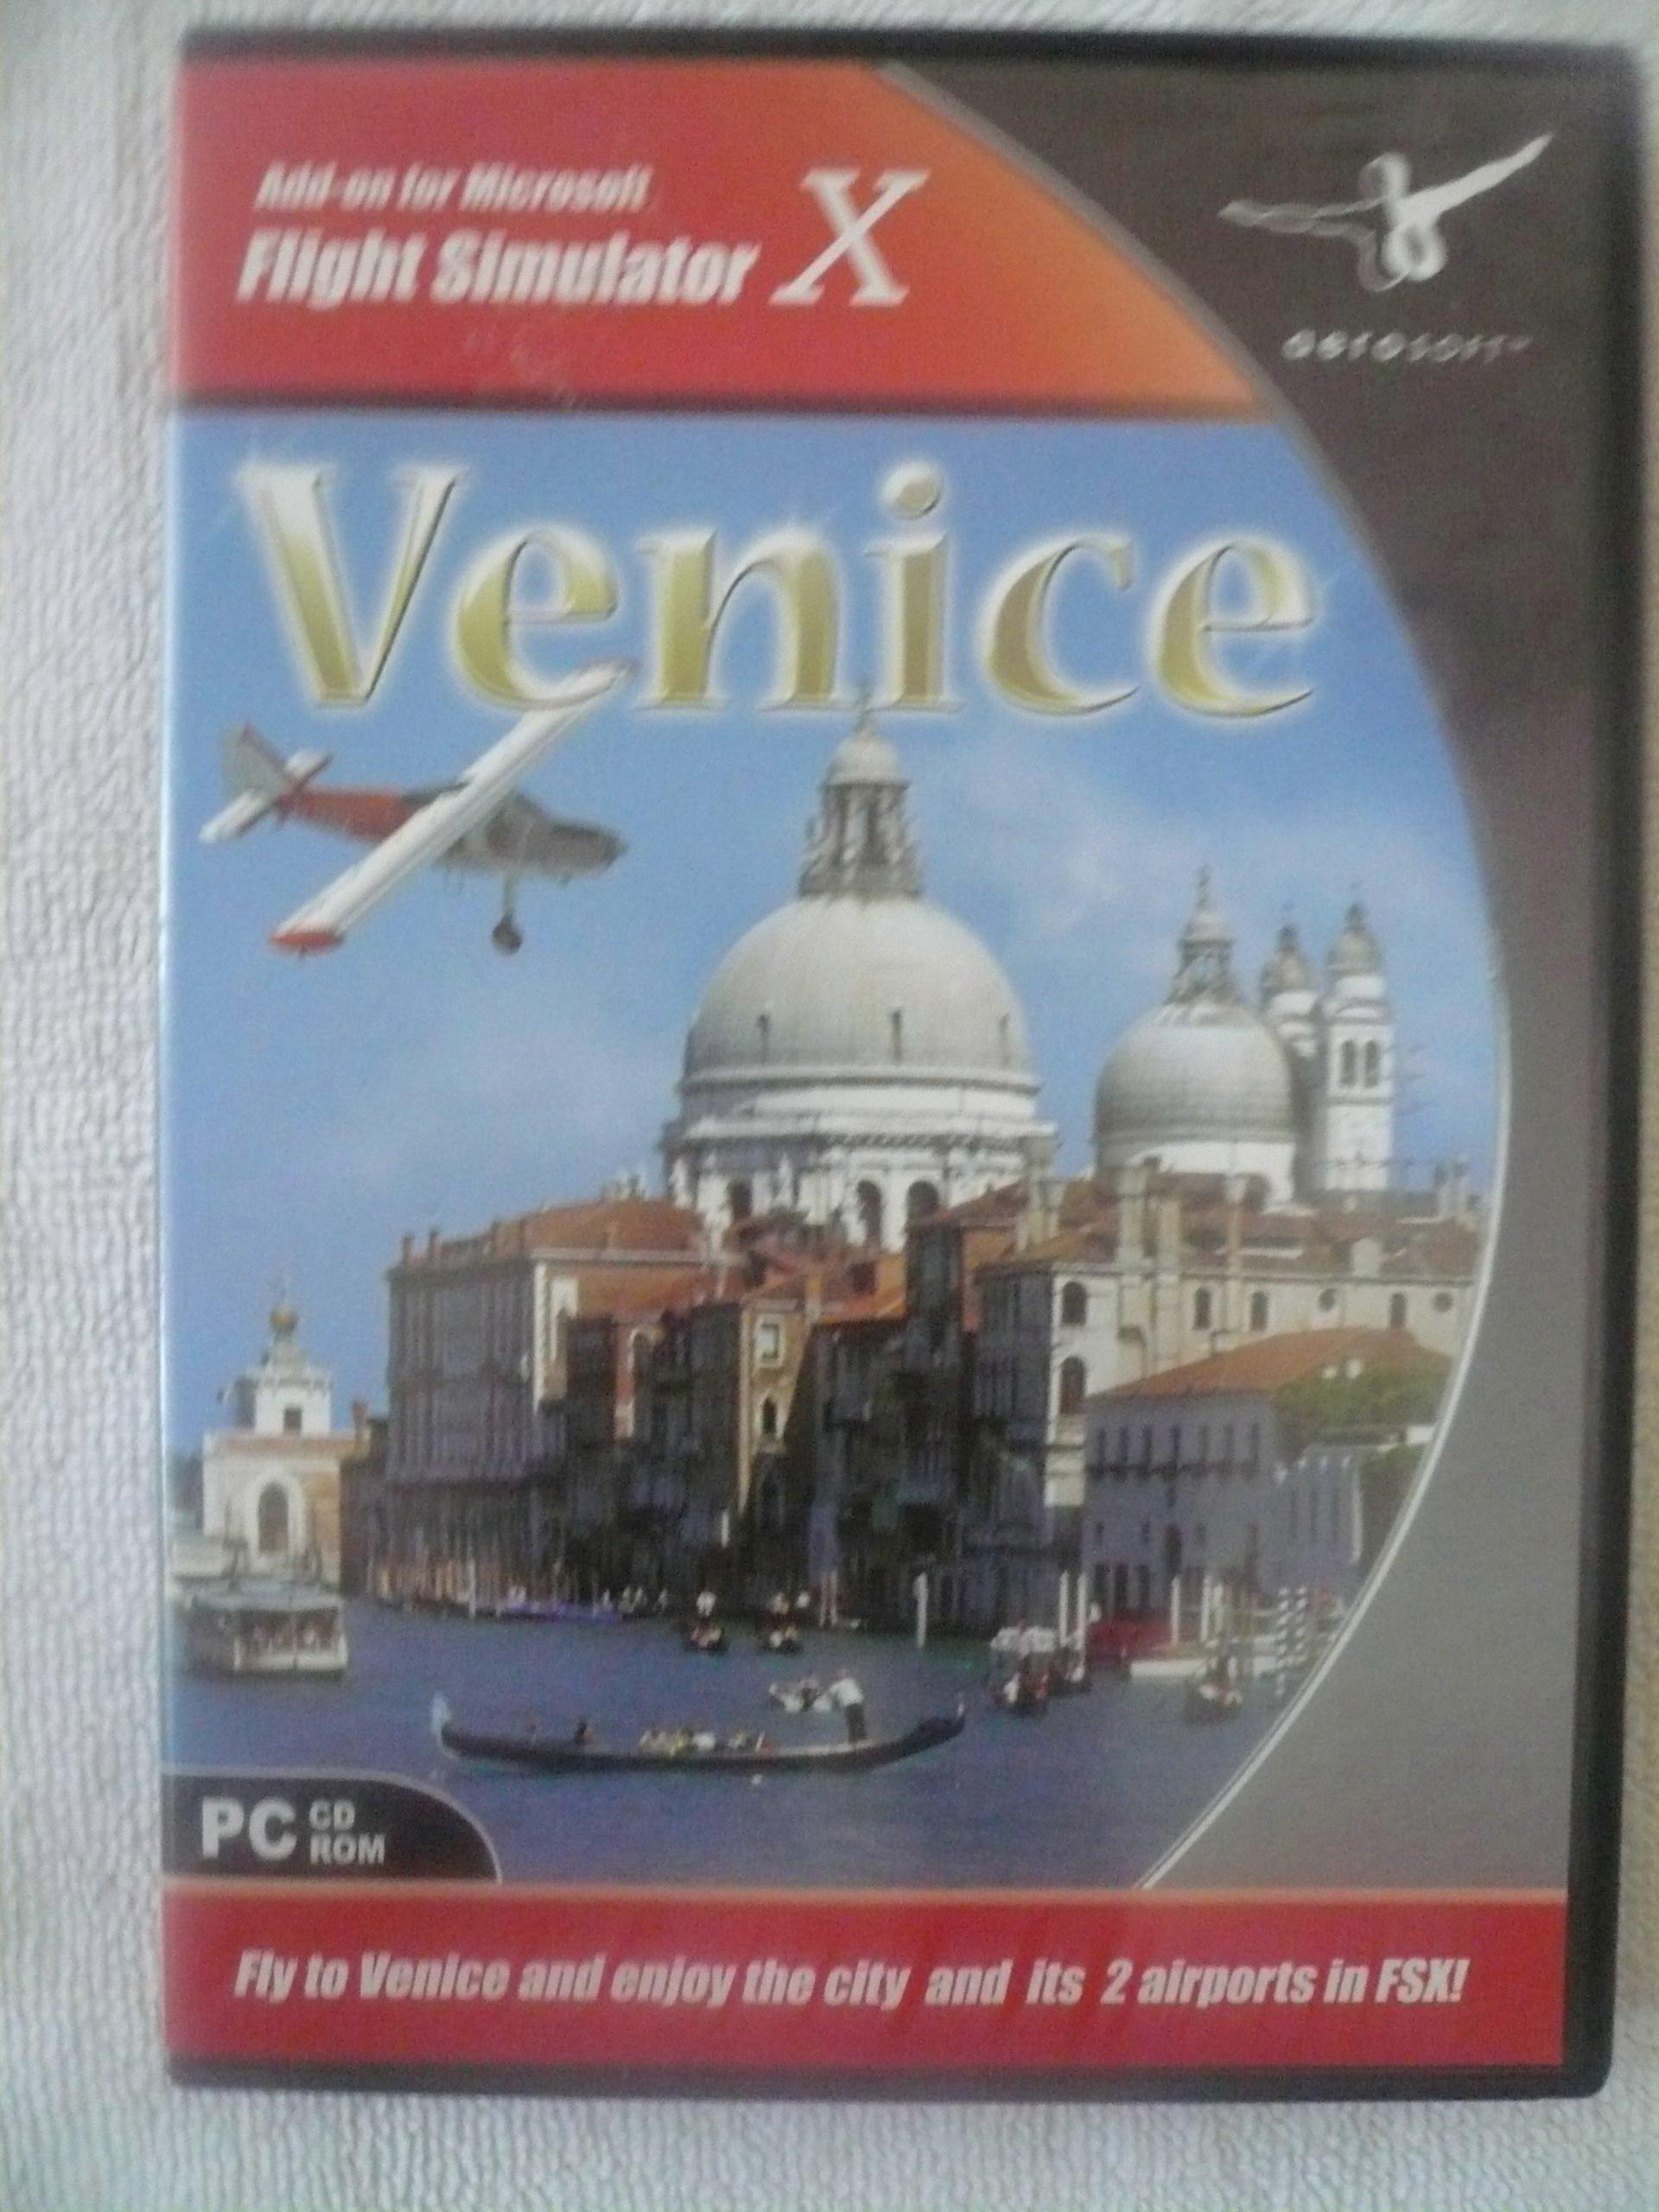 Add-on for Microsoft
Flight Simulator X
aerosoft™
Venice
PC CD
ROM
Fly to Venice and enjoy the city and its 2 airports in FSX!